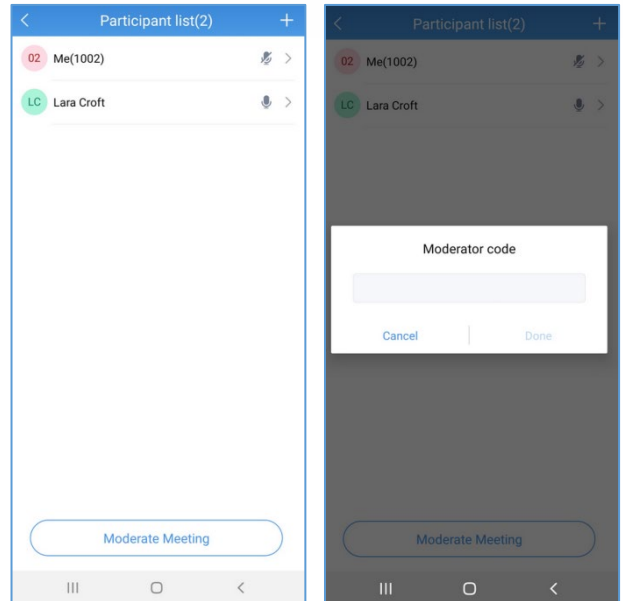 Participant list(2)
02 Me(1002)
LC Lara Croft
Moderate Meeting
Participant list(2)
02 Me(1002)
LC Lara Croft
Moderator code
Cancel Done
Moderate Meeting